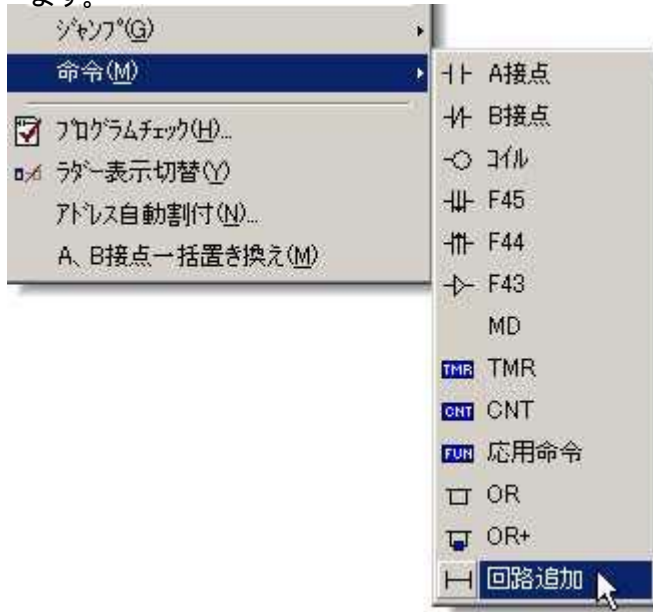 ます。
ｼﾞｬﾝﾌﾟ(G)
命令(M)
ﾌﾟﾛｸﾞﾗﾑﾁｪｯｸ(H)...
ﾗﾀﾞｰ表示切替(Y)
ｱﾄﾞﾚｽ自動割付(N)...
A、B接点一括置き換え(M)
A接点
B接点
ｺｲﾙ
F45
F44
F43
MD
TMR TMR
CNT CNT
FUN 応用命令
OR
OR+
回路追加